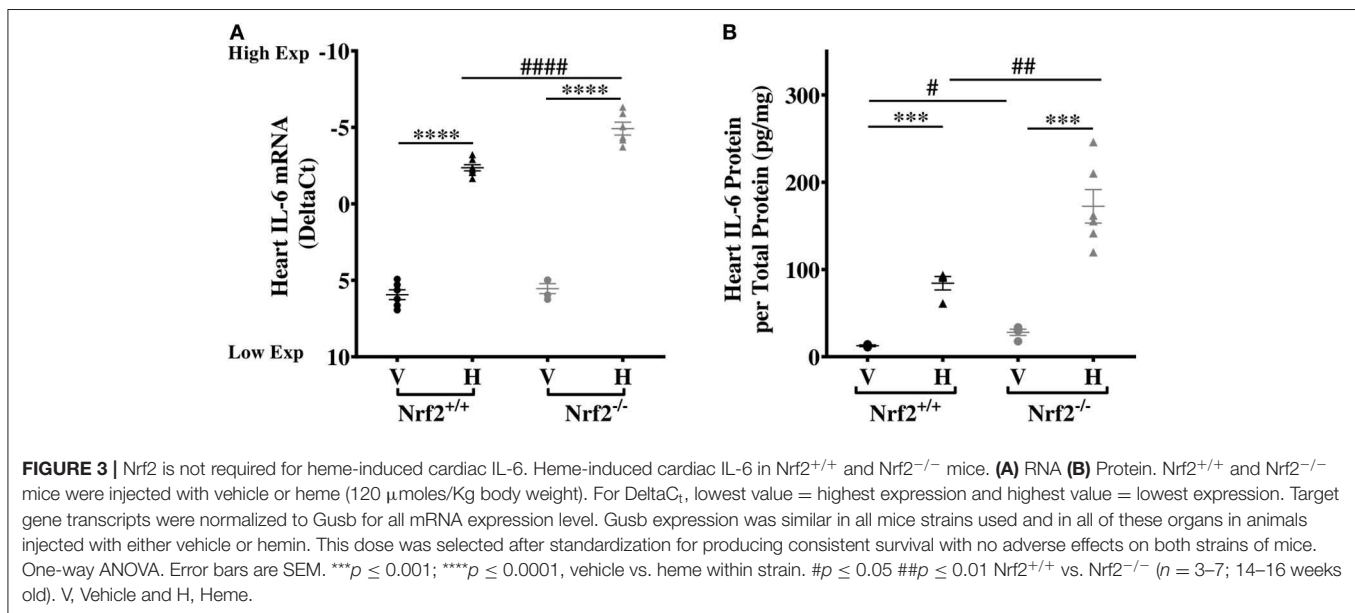 A
High Exp
-10
-5
0
5
10
Low Exp
Heart IL-6 mRNA
(DeltaCt)
####
****
****
V
H
V
H
Nrf2+/+
Nrf2-/-
B
300
200
100
0
Heart IL-6 Protein
per Total Protein (pg/mg)
##
#
***
***
V
H
V
H
Nrf2+/+
Nrf2-/-
FIGURE 3 | Nrf2 is not required for heme-induced cardiac IL-6. Heme-induced cardiac IL-6 in Nrf2+/+ and Nrf2−/− mice. (A) RNA (B) Protein. Nrf2+/+ and Nrf2−/−
mice were injected with vehicle or heme (120 μmoles/Kg body weight). For DeltaCt, lowest value = highest expression and highest value = lowest expression. Target
gene transcripts were normalized to Gusb for all mRNA expression level. Gusb expression was similar in all mice strains used and in all of these organs in animals
injected with either vehicle or hemin. This dose was selected after standardization for producing consistent survival with no adverse effects on both strains of mice.
One-way ANOVA. Error bars are SEM. ***p ≤ 0.001; ****p ≤ 0.0001, vehicle vs. heme within strain. #p ≤ 0.05 ##p ≤ 0.01 Nrf2+/+ vs. Nrf2−/− (n = 3–7; 14–16 weeks
old). V, Vehicle and H, Heme.